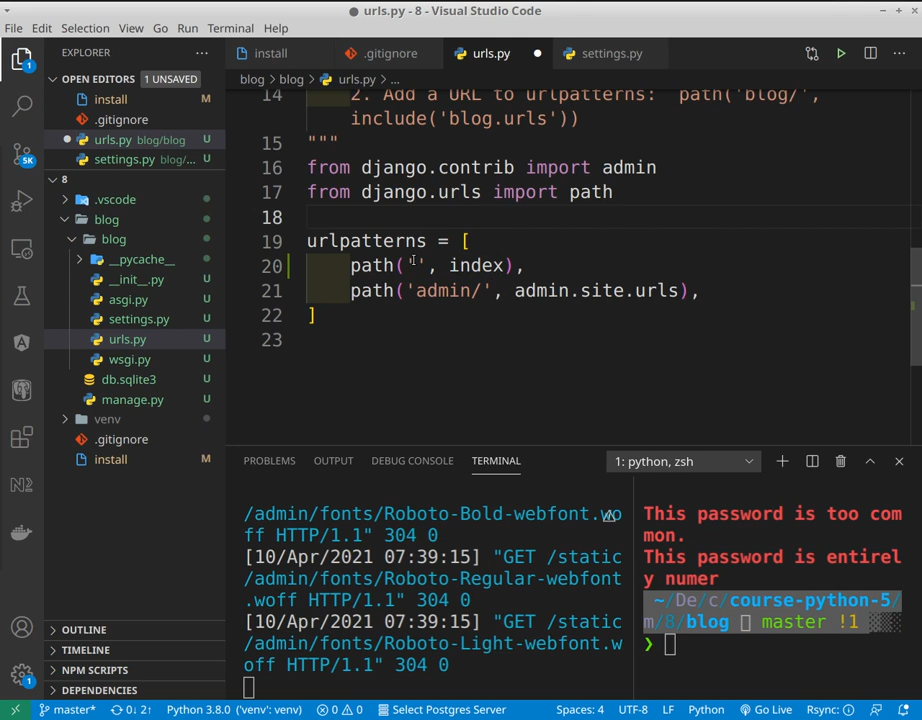 urls.py - 8 - Visual Studio Code
File Edit Selection View Go Run Terminal Help
EXPLORER
OPEN EDITORS 1 UNSAVED
install M
.gitignore
urls.py blog/blog U
settings.py blog/... U
8
.vscode
blog
blog
__pycache__
__init__.py U
asgi.py U
settings.py U
urls.py U
wsgi.py U
db.sqlite3 U
manage.py U
venv
.gitignore
install M
OUTLINE
TIMELINE
NPM SCRIPTS
DEPENDENCIES
1
5K
1
install .gitignore urls.py settings.py
blog > blog > urls.py > ...
14 2. Add a URL to urlpatterns: path('blog/',
include('blog.urls'))
15 """
16 from django.contrib import admin
17 from django.urls import path
18
19 urlpatterns = [
20 path('', index),
21 path('admin/', admin.site.urls),
22 ]
23
PROBLEMS OUTPUT DEBUG CONSOLE TERMINAL 1: python, zsh
/admin/fonts/Roboto-Bold-webfont.wo
ff HTTP/1.1" 304 0
[10/Apr/2021 07:39:15] "GET /static
/admin/fonts/Roboto-Regular-webfont
.woff HTTP/1.1" 304 0
[10/Apr/2021 07:39:15] "GET /static
/admin/fonts/Roboto-Light-webfont.w
off HTTP/1.1" 304 0
This password is too com
mon.
This password is entirel
y numer
~/De/c/course-python-5/
m/8/blog master !1
❯
master* 0↓ 2↑ Python 3.8.0 ('venv': venv) 0 0 Select Postgres Server Spaces: 4 UTF-8 LF Python Go Live Rsync: